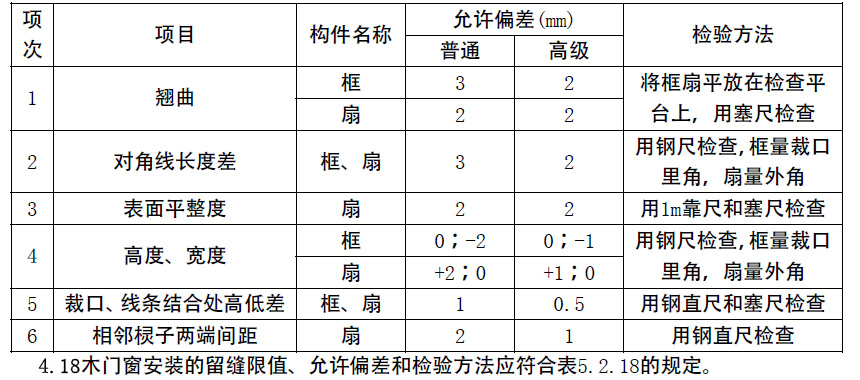 项次 项目 构件名称 允许偏差(mm) 检验方法
普通 高级
1 翘曲 框 3 2 将框扇平放在检查平台上, 用塞尺检查
扇 2 2
2 对角线长度差 框、扇 3 2 用钢尺检查, 框量裁口里角, 扇量外角
3 表面平整度 扇 2 2 用1m靠尺和塞尺检查
4 高度、宽度 框 0;-2 0;-1 用钢尺检查, 框量裁口里角, 扇量外角
扇 +2;0 +1;0
5 裁口、线条结合处高低差 框、扇 1 0.5 用钢直尺和塞尺检查
6 相邻棂子两端间距 扇 2 1 用钢直尺检查
4.18木门窗安装的留缝限值、允许偏差和检验方法应符合表5.2.18的规定。